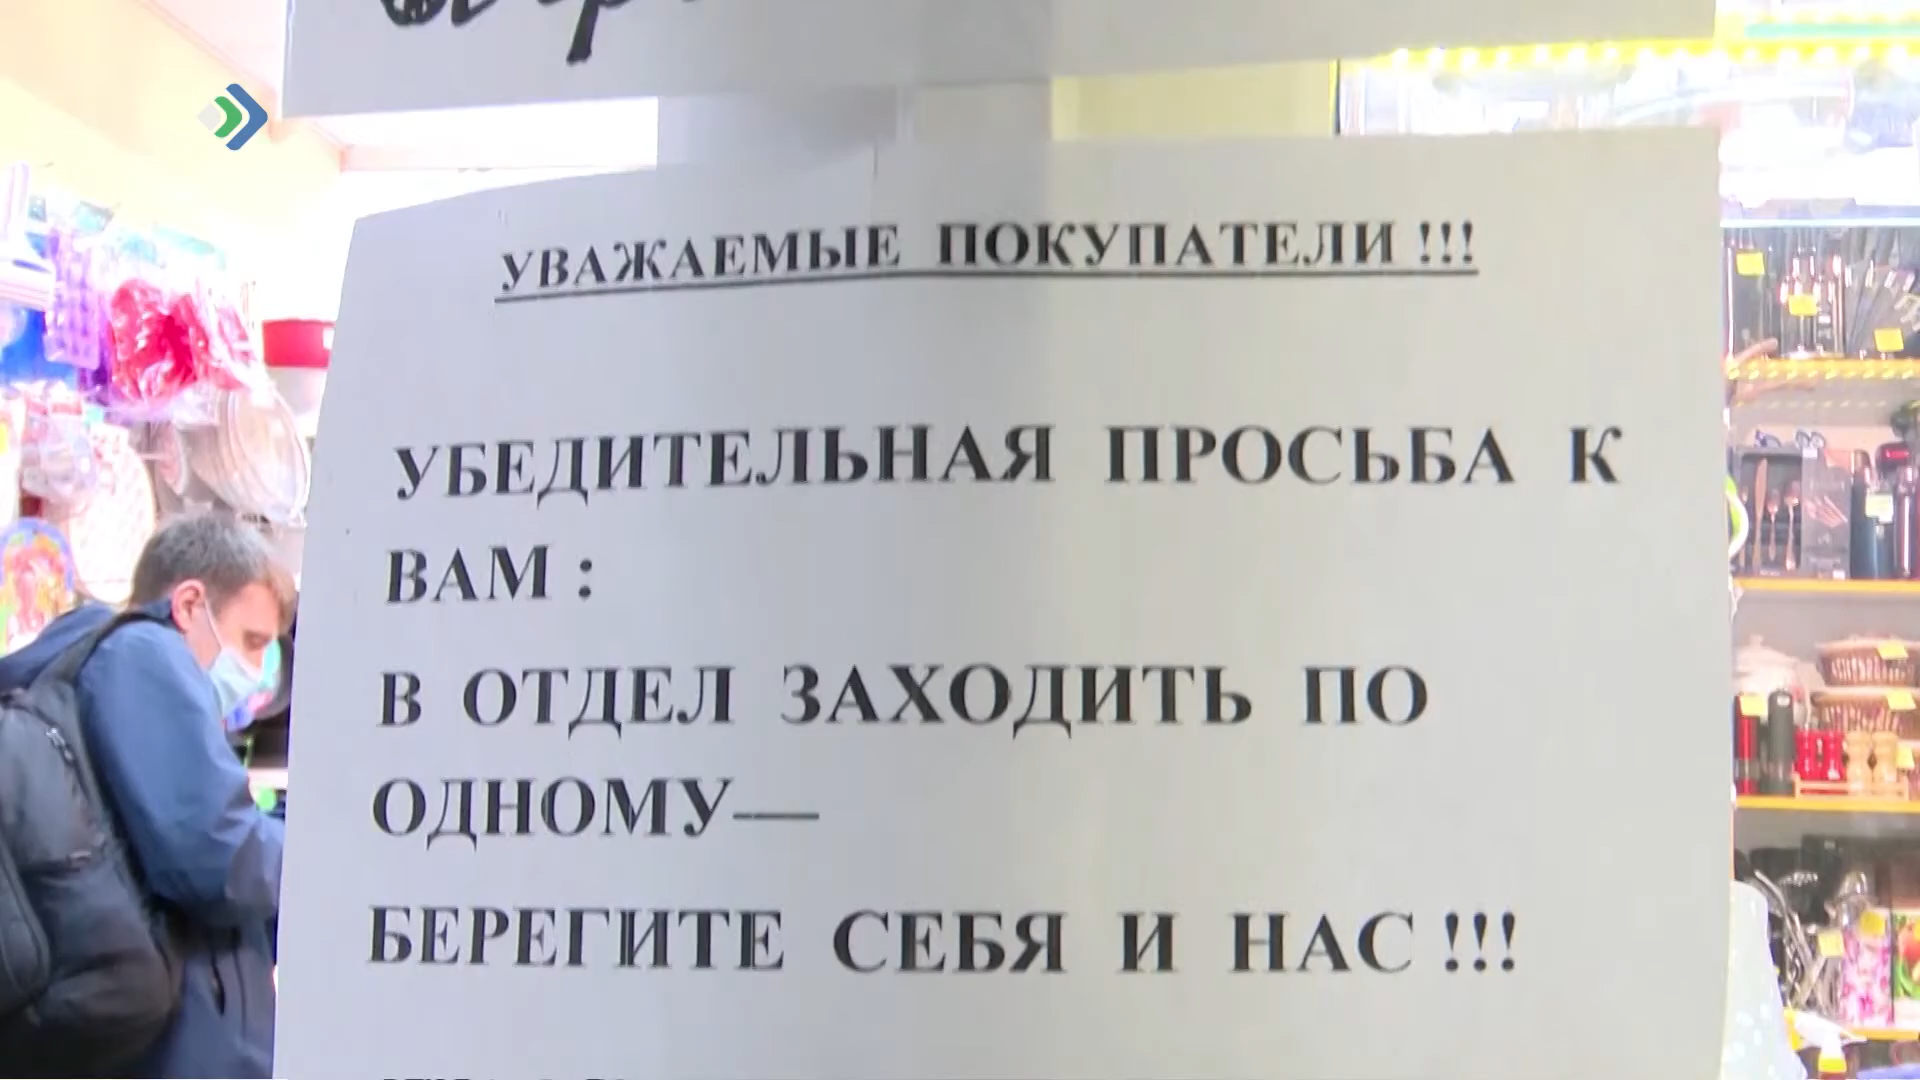 УВАЖАЕМЫЕ ПОКУПАТЕЛИ !!!
УБЕДИТЕЛЬНАЯ ПРОСЬБА К
ВАМ :
В ОТДЕЛ ЗАХОДИТЬ ПО
ОДНОМУ—
БЕРЕГИТЕ СЕБЯ И НАС !!!